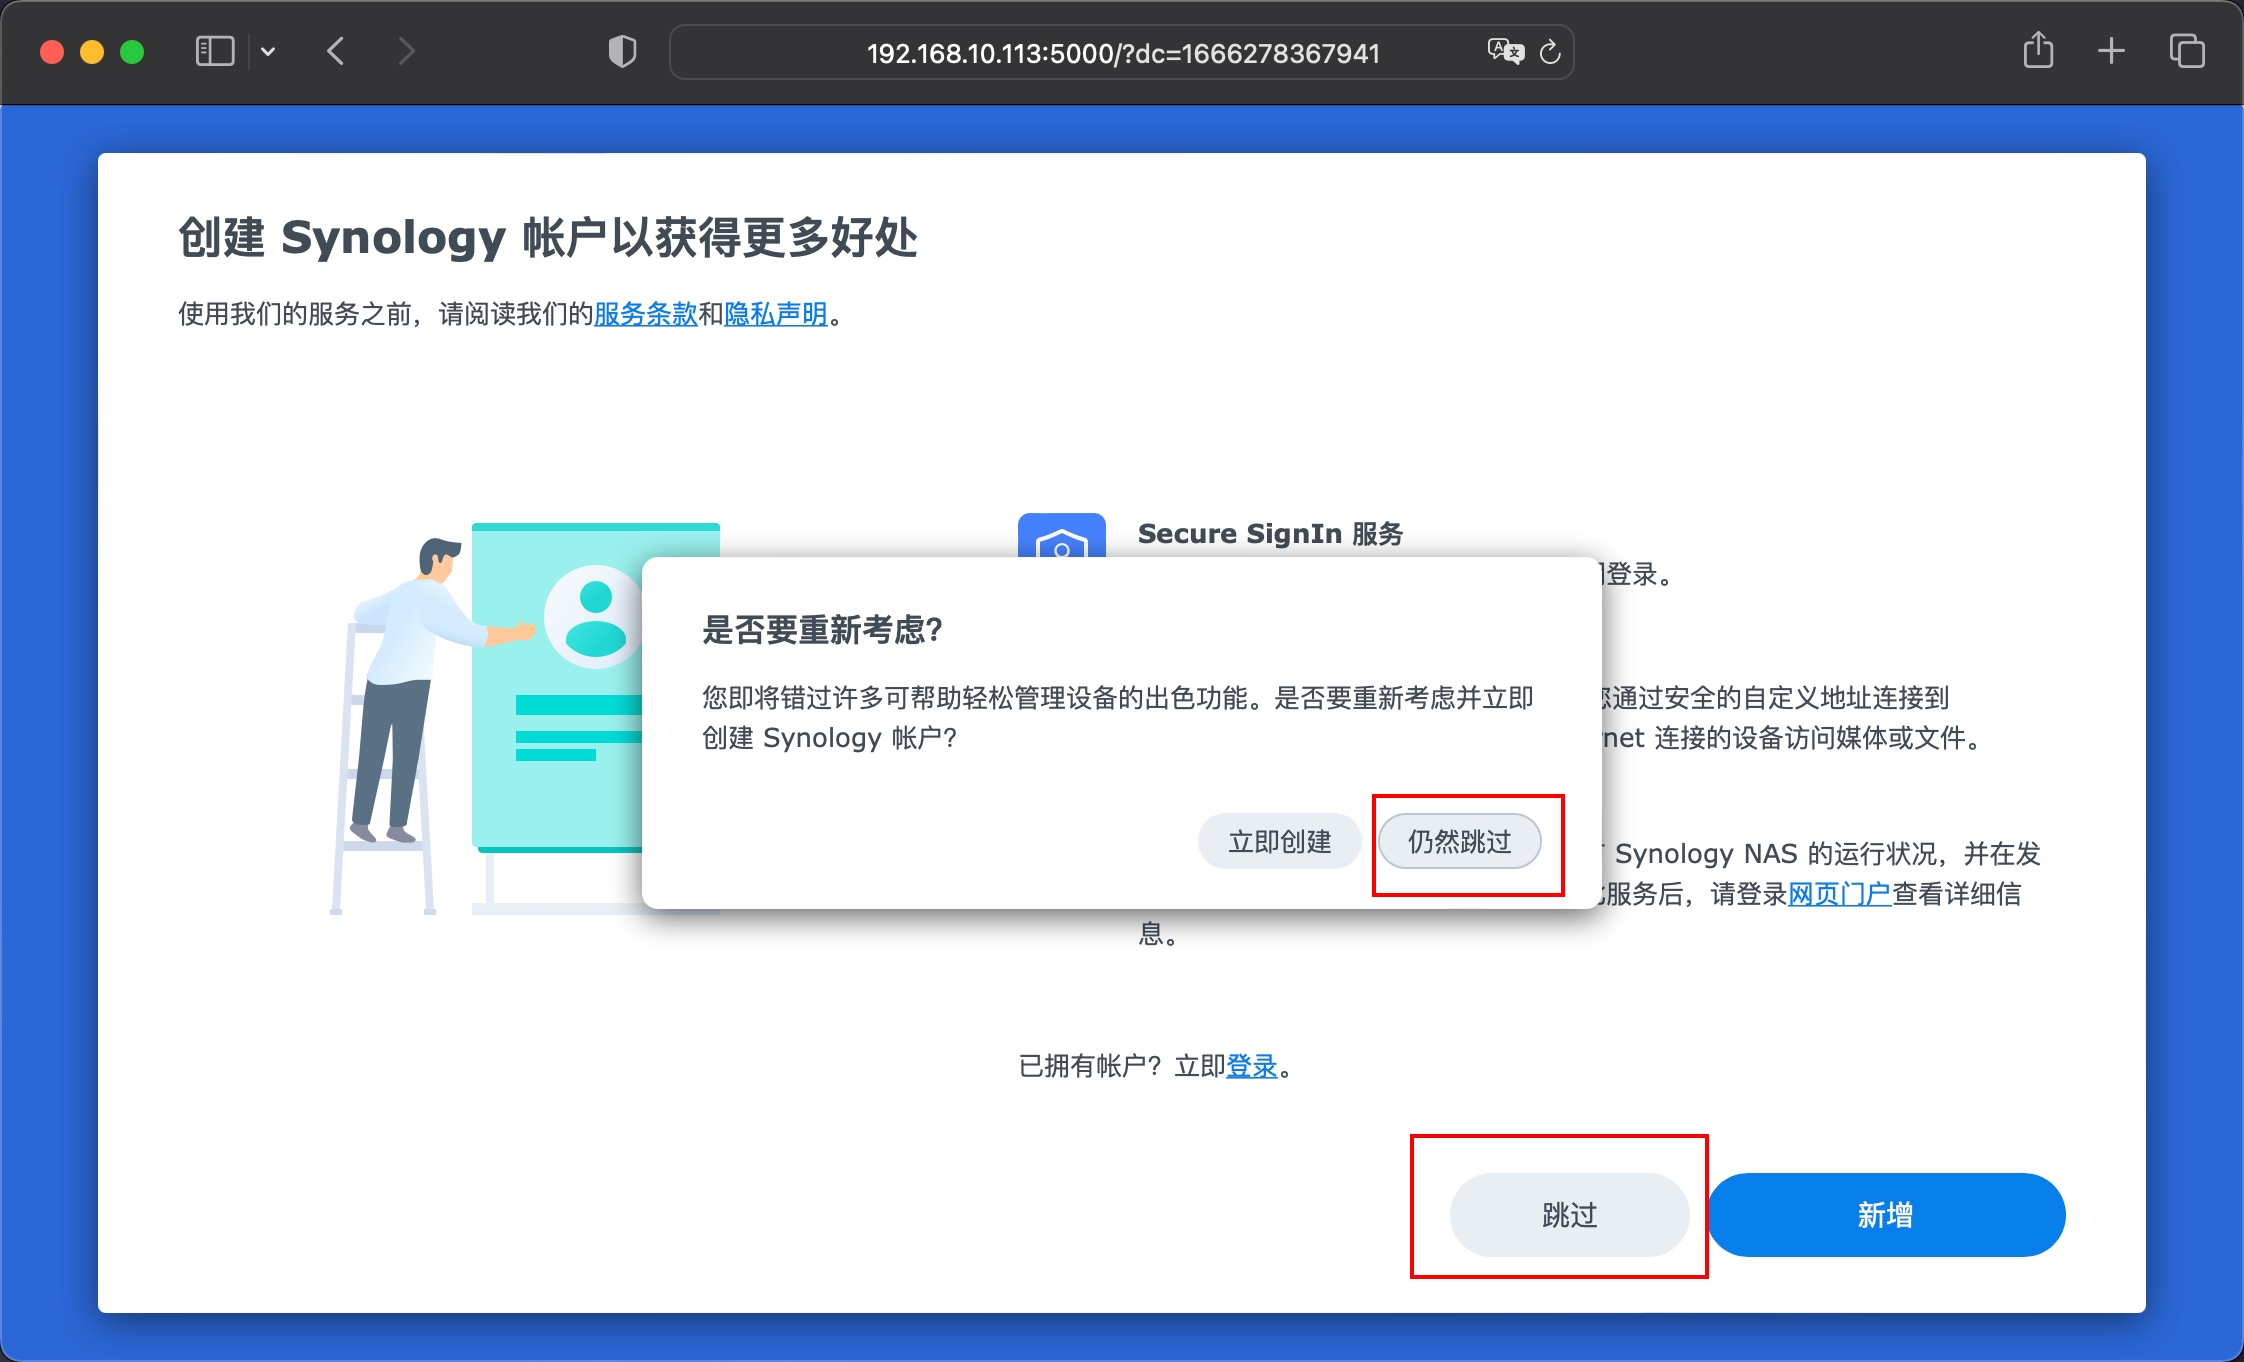 192.168.10.113:5000/?dc=1666278367941
创建 Synology 帐户以获得更多好处
使用我们的服务之前，请阅读我们的服务条款和隐私声明。
Secure SignIn 服务
登录。
是否要重新考虑?
您即将错过许多可帮助轻松管理设备的出色功能。是否要重新考虑并立即
创建 Synology 帐户?
立即创建
仍然跳过
通过安全的自定义地址连接到
net 连接的设备访问媒体或文件。
Synology NAS 的运行状况，并在发
服务后，请登录网页门户查看详细信
息。
已拥有帐户？立即登录。
跳过
新增